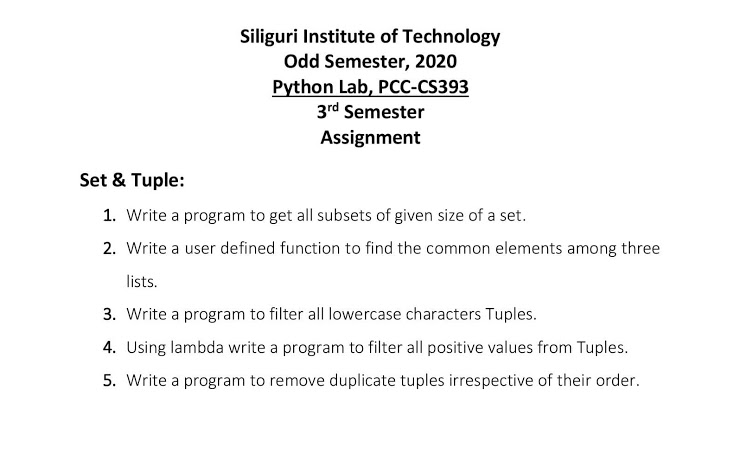 Siliguri Institute of Technology
Odd Semester, 2020
Python Lab, PCC-CS393
3rd Semester
Assignment
Set & Tuple:
1. Write a program to get all subsets of given size of a set.
2. Write a user defined function to find the common elements among three
lists.
3. Write a program to filter all lowercase characters Tuples.
4. Using lambda write a program to filter all positive values from Tuples.
5. Write a program to remove duplicate tuples irrespective of their order.